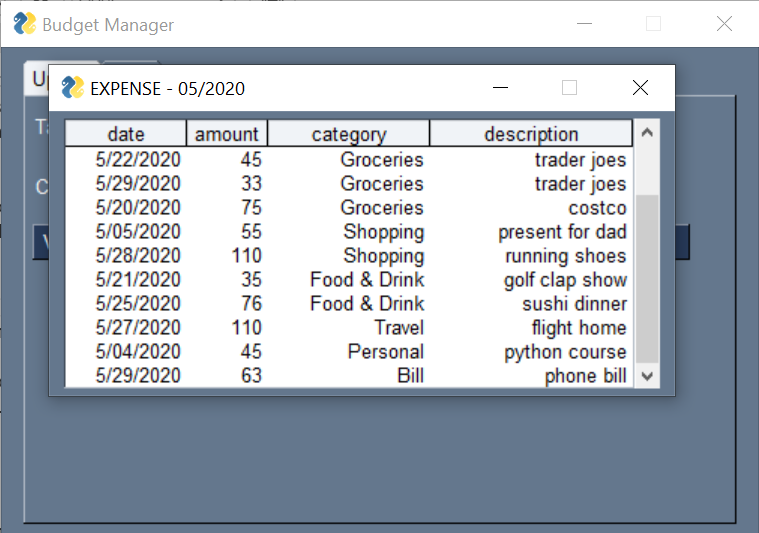 Budget Manager
EXPENSE - 05/2020
date amount category description
5/22/2020 45 Groceries trader joes
5/29/2020 33 Groceries trader joes
5/20/2020 75 Groceries costco
5/05/2020 55 Shopping present for dad
5/28/2020 110 Shopping running shoes
5/21/2020 35 Food & Drink golf clap show
5/25/2020 76 Food & Drink sushi dinner
5/27/2020 110 Travel flight home
5/04/2020 45 Personal python course
5/29/2020 63 Bill phone bill